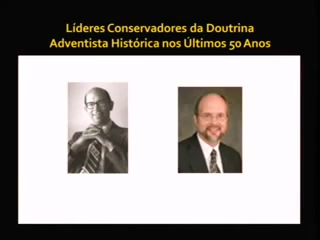 Líderes Conservadores da Doutrina
Adventista Histórica nos Últimos 50 Anos